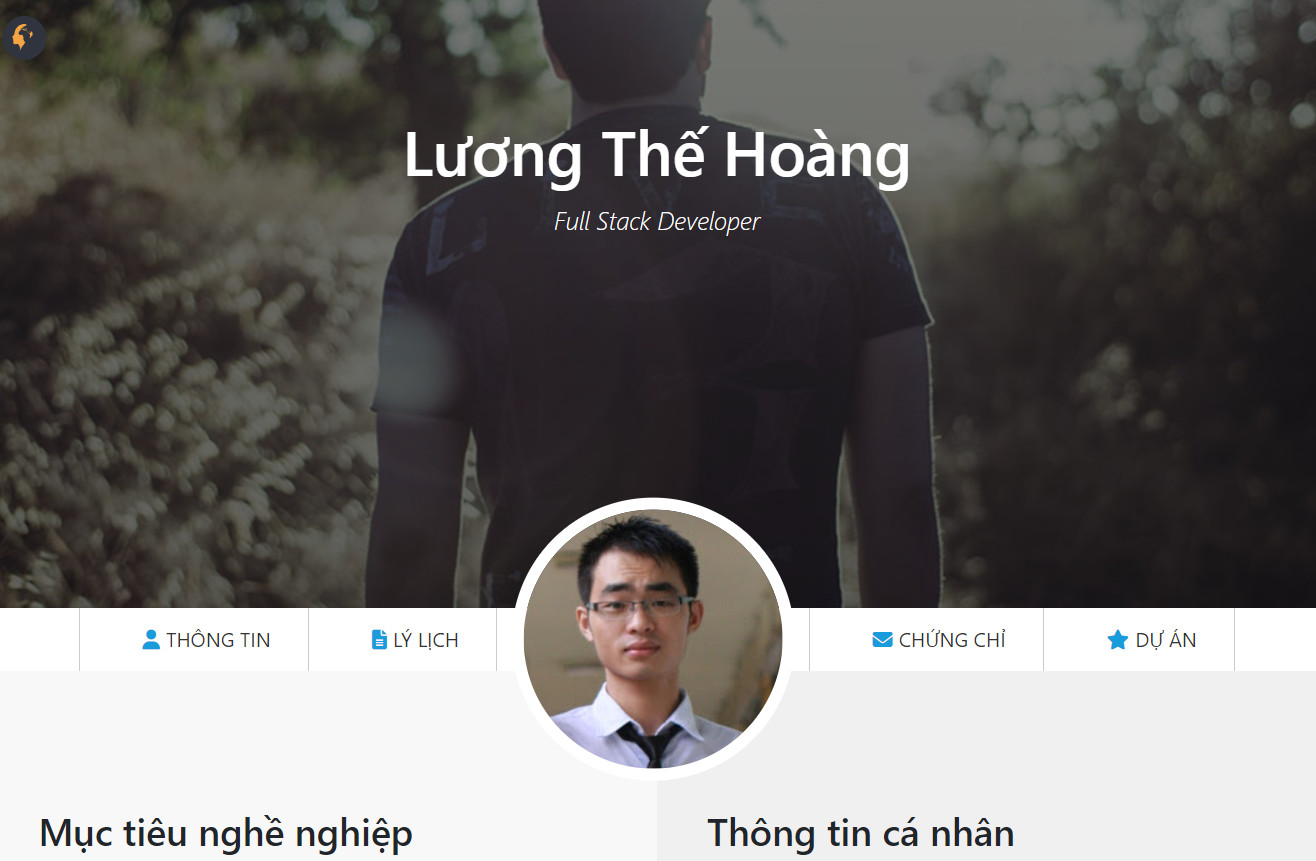 Lương Thế Hoàng
Full Stack Developer
THÔNG TIN
LÝ LỊCH
CHỨNG CHỈ
DỰ ÁN
Mục tiêu nghề nghiệp
Thông tin cá nhân